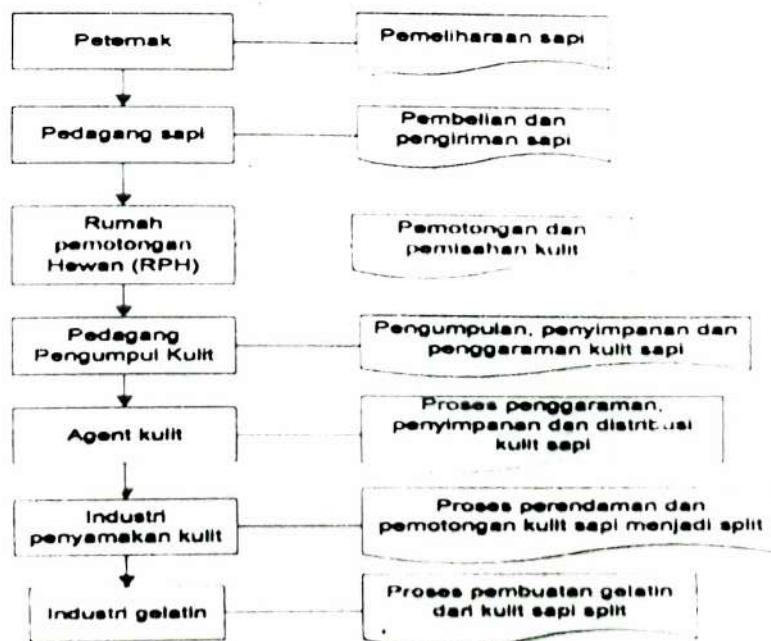 Peternak
Pemeliharaan sapi
Pedagang sapi
Pembelian dan
pengiriman sapi
Rumah
pemotongan
Hewan (RPH)
Pemotongan dan
pemisahan kulit
Pedagang
Pengumpul Kulit
Pengumpulan, penyimpanan dan
penggaraman kulit sapi
Agent kulit
Proses penggaraman,
penyimpanan dan distribusi
kulit sapi
Industri
penyamakan kulit
Proses perendaman dan
pemotongan kulit sapi menjadi split
Industri gelatin
Proses pembuatan gelatin
dari kulit sapi split